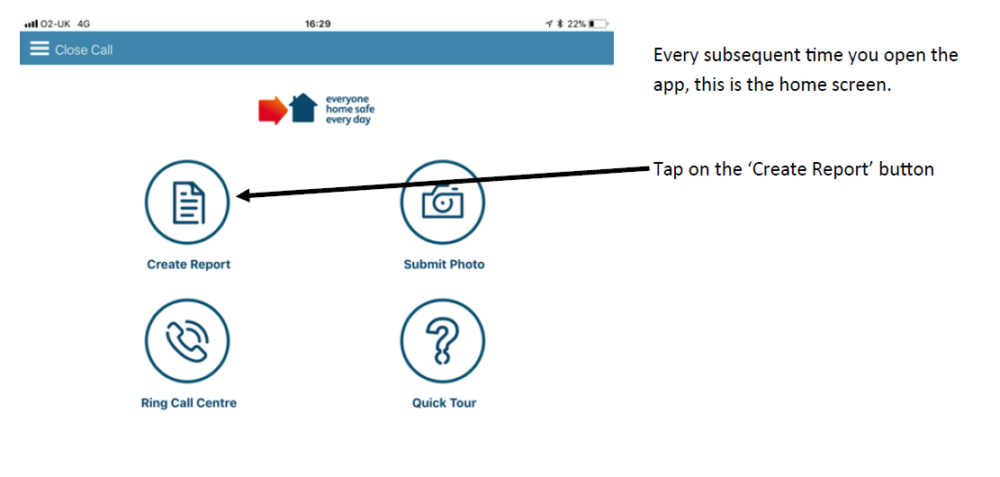 O2-UK 4G 16:29 22%
Close Call
everyone
home safe
every day
Create Report
Submit Photo
Ring Call Centre
Quick Tour
Every subsequent time you open the
app, this is the home screen.
Tap on the ‘Create Report’ button